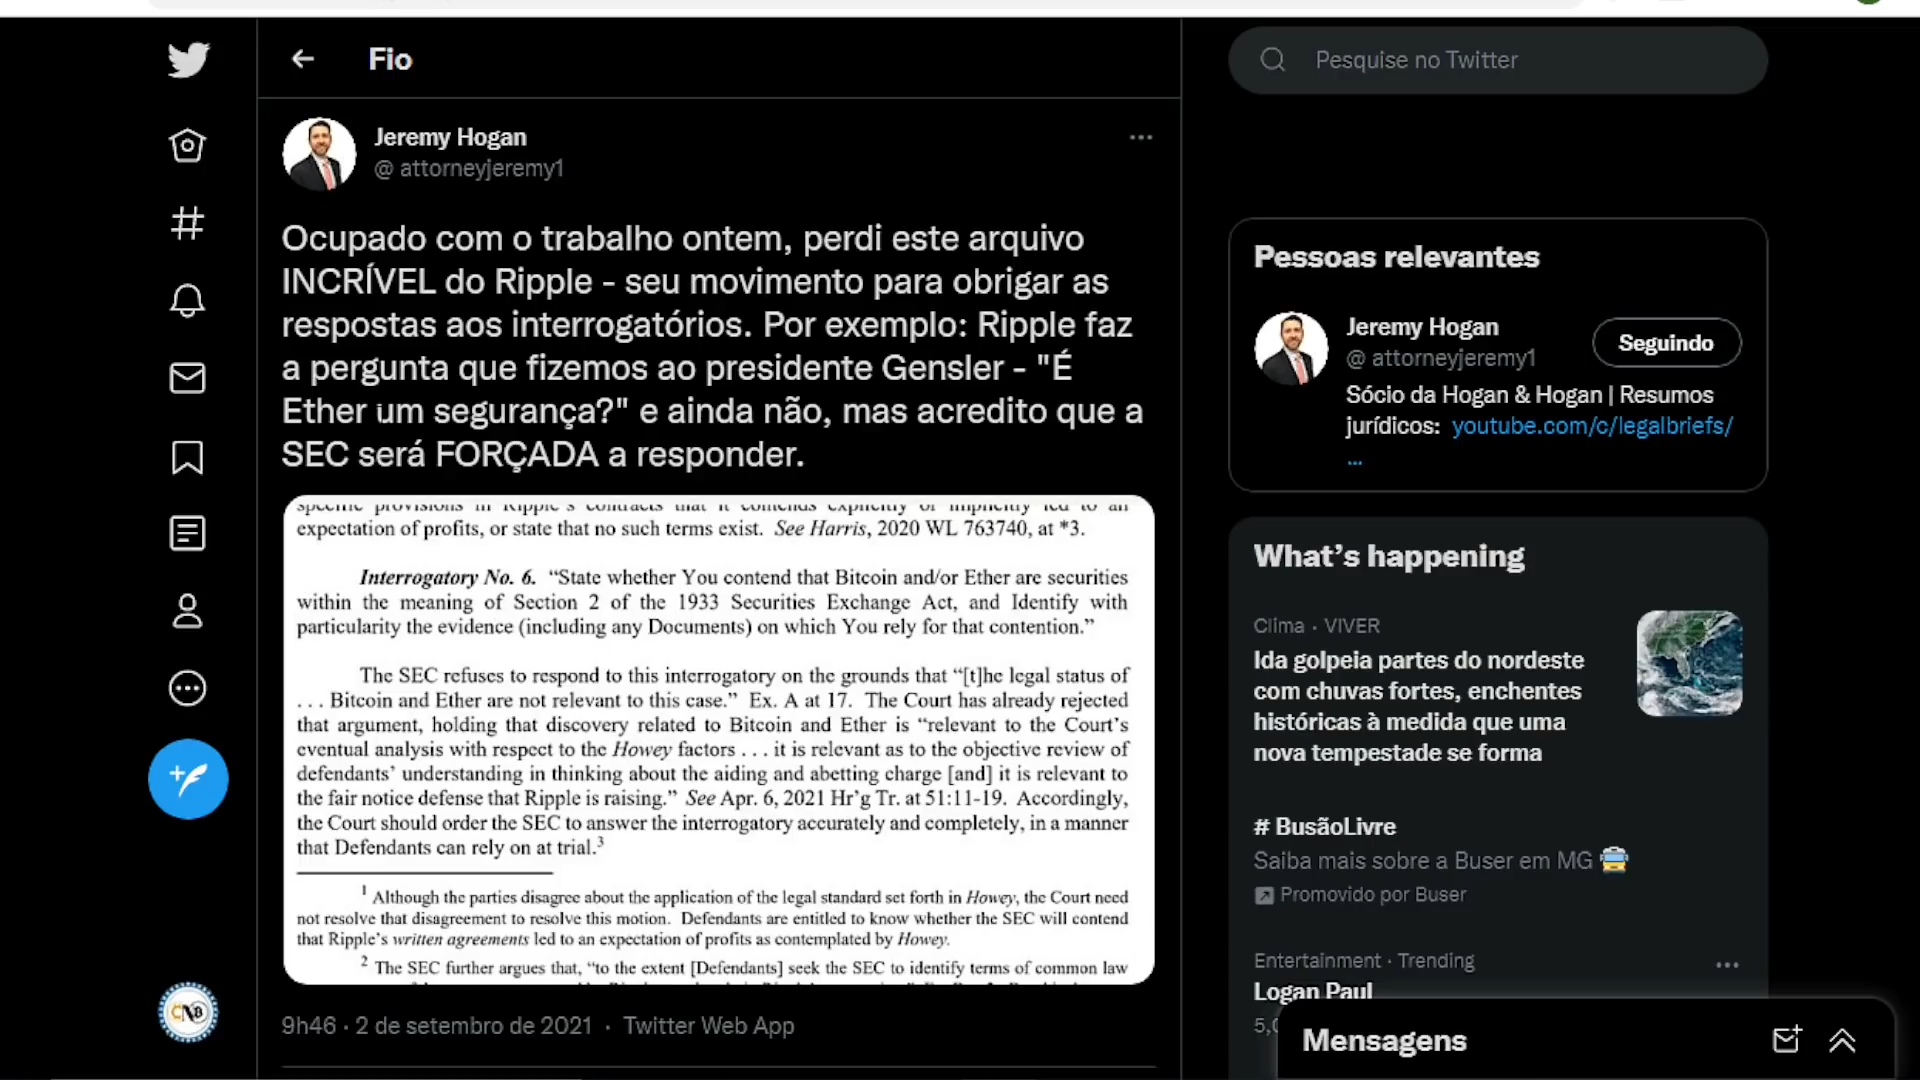 Fio
Jeremy Hogan
@ attorneyjeremy1
Ocupado com o trabalho ontem, perdi este arquivo
INCRÍVEL do Ripple - seu movimento para obrigar as
respostas aos interrogatórios. Por exemplo: Ripple faz
a pergunta que fizemos ao presidente Gensler - "É
Ether um segurança?" e ainda não, mas acredito que a
SEC será FORÇADA a responder.
specific provisions in Ripple's contracts that it contends explicitly or implicitly led to an
expectation of profits, or state that no such terms exist. See Harris, 2020 WL 763740, at *3.
Interrogatory No. 6. “State whether You contend that Bitcoin and/or Ether are securities
within the meaning of Section 2 of the 1933 Securities Exchange Act, and Identify with
particularity the evidence (including any Documents) on which You rely for that contention.”
The SEC refuses to respond to this interrogatory on the grounds that “[t]he legal status of
. . . Bitcoin and Ether are not relevant to this case.” Ex. A at 17. The Court has already rejected
that argument, holding that discovery related to Bitcoin and Ether is “relevant to the Court’s
eventual analysis with respect to the Howey factors . . . it is relevant as to the objective review of
defendants’ understanding in thinking about the aiding and abetting charge [and] it is relevant to
the fair notice defense that Ripple is raising.” See Apr. 6, 2021 Hr’g Tr. at 51:11-19. Accordingly,
the Court should order the SEC to answer the interrogatory accurately and completely, in a manner
that Defendants can rely on at trial.3
1 Although the parties disagree about the application of the legal standard set forth in Howey, the Court need
not resolve that disagreement to resolve this motion. Defendants are entitled to know whether the SEC will contend
that Ripple’s written agreements led to an expectation of profits as contemplated by Howey.
2 The SEC further argues that, “to the extent [Defendants] seek the SEC to identify terms of common law
9h46 · 2 de setembro de 2021 · Twitter Web App
Pesquise no Twitter
Pessoas relevantes
Jeremy Hogan
@ attorneyjeremy1
Seguindo
Sócio da Hogan & Hogan | Resumos
jurídicos: youtube.com/c/legalbriefs/
...
What’s happening
Clima · VIVER
Ida golpeia partes do nordeste
com chuvas fortes, enchentes
históricas à medida que uma
nova tempestade se forma
# BusãoLivre
Saiba mais sobre a Buser em MG
Promovido por Buser
Entertainment · Trending
Logan Paul
Mensagens
CNB